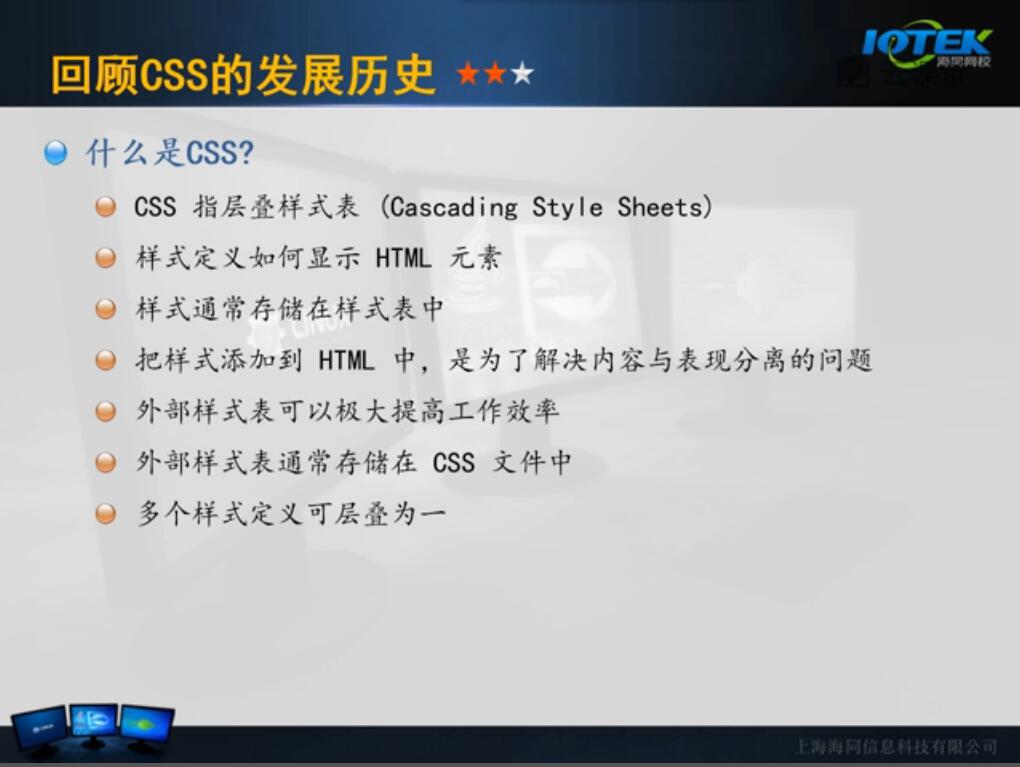 回顾CSS的发展历史
IOTEK
海同网校
什么是CSS?
CSS 指层叠样式表 (Cascading Style Sheets)
样式定义如何显示 HTML 元素
样式通常存储在样式表中
把样式添加到 HTML 中，是为了解决内容与表现分离的问题
外部样式表可以极大提高工作效率
外部样式表通常存储在 CSS 文件中
多个样式定义可层叠为一
上海海同信息科技有限公司